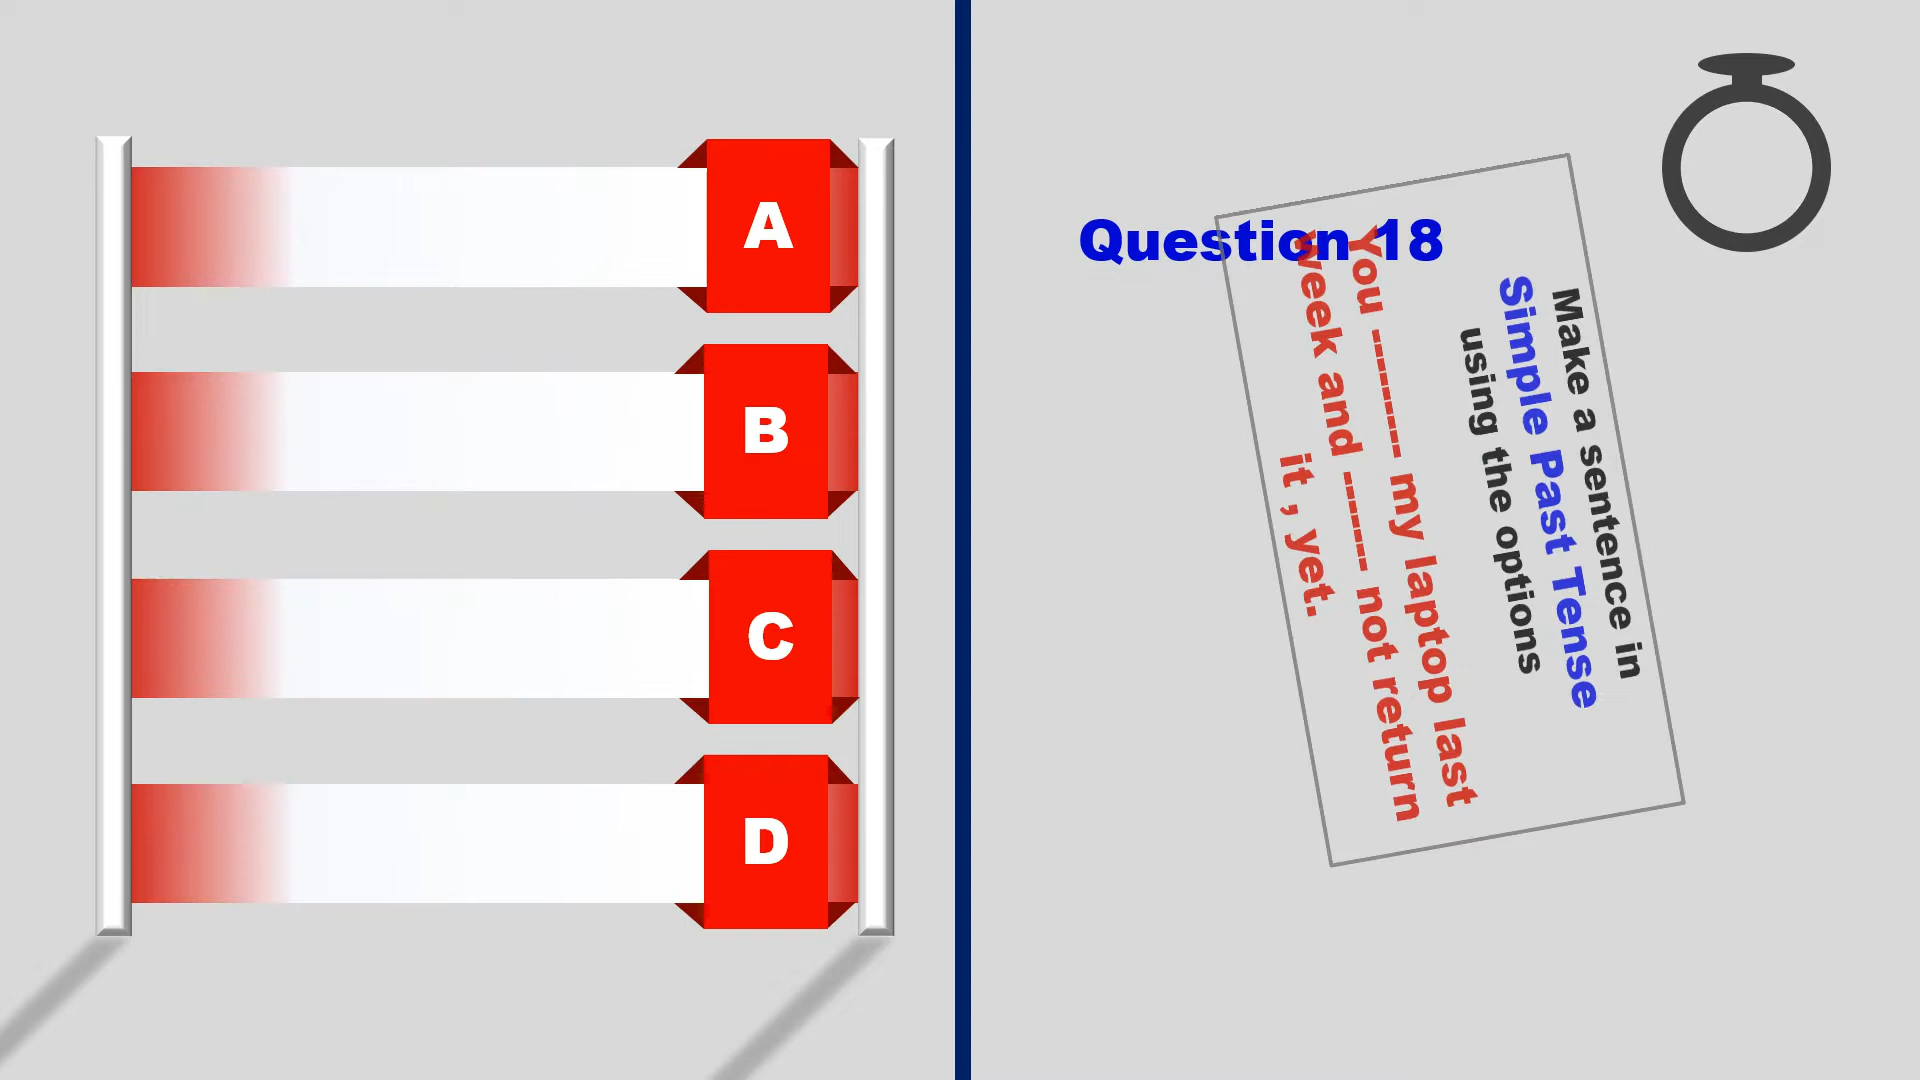 A
B
C
D
Question 18
Make a sentence in
Simple Past Tense
using the options
You -------- my laptop last
week and ------ not return
it , yet.